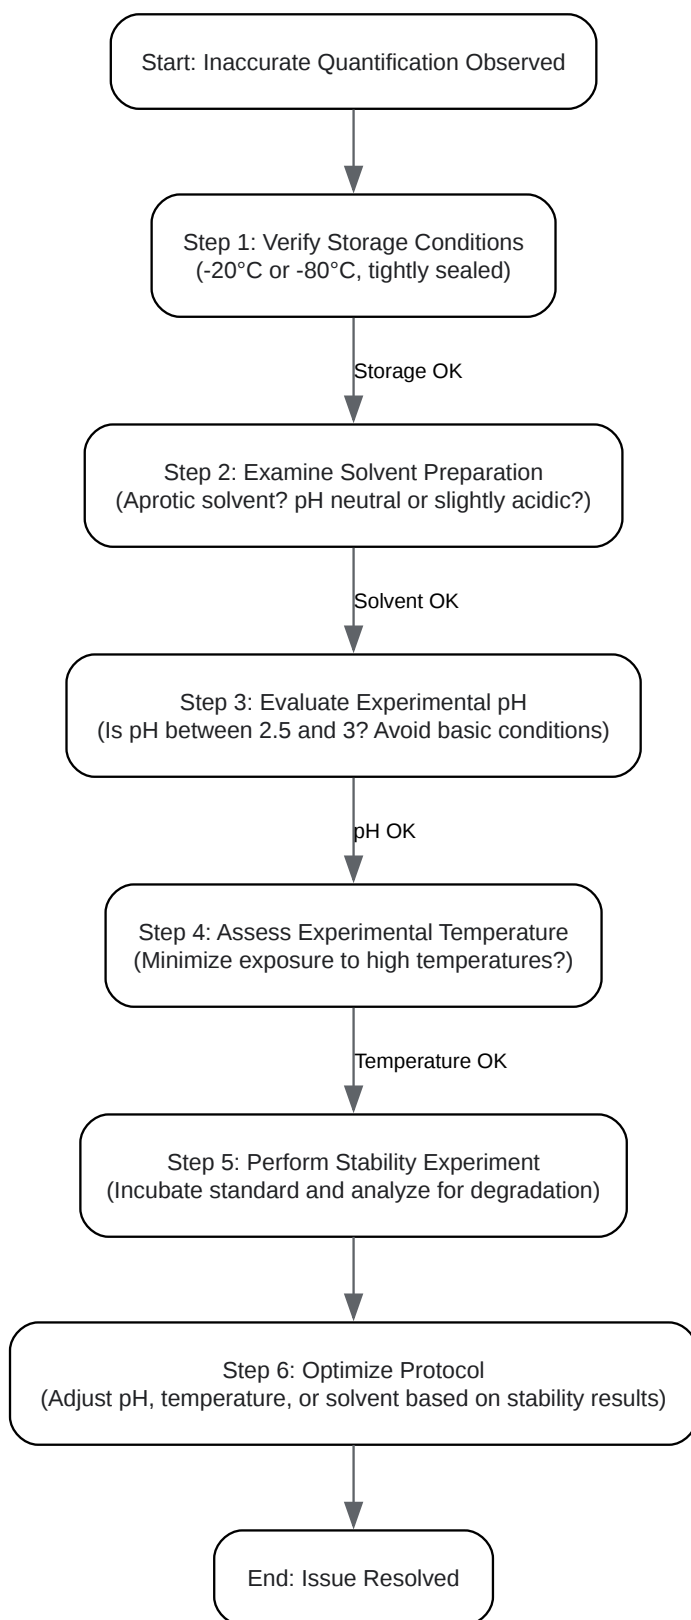 Start: Inaccurate Quantification Observed
Step 1: Verify Storage Conditions
(-20°C or -80°C, tightly sealed)
Storage OK
Step 2: Examine Solvent Preparation
(Aprotic solvent? pH neutral or slightly acidic?)
Solvent OK
Step 3: Evaluate Experimental pH
(Is pH between 2.5 and 3? Avoid basic conditions)
pH OK
Step 4: Assess Experimental Temperature
(Minimize exposure to high temperatures?)
Temperature OK
Step 5: Perform Stability Experiment
(Incubate standard and analyze for degradation)
Step 6: Optimize Protocol
(Adjust pH, temperature, or solvent based on stability results)
End: Issue Resolved